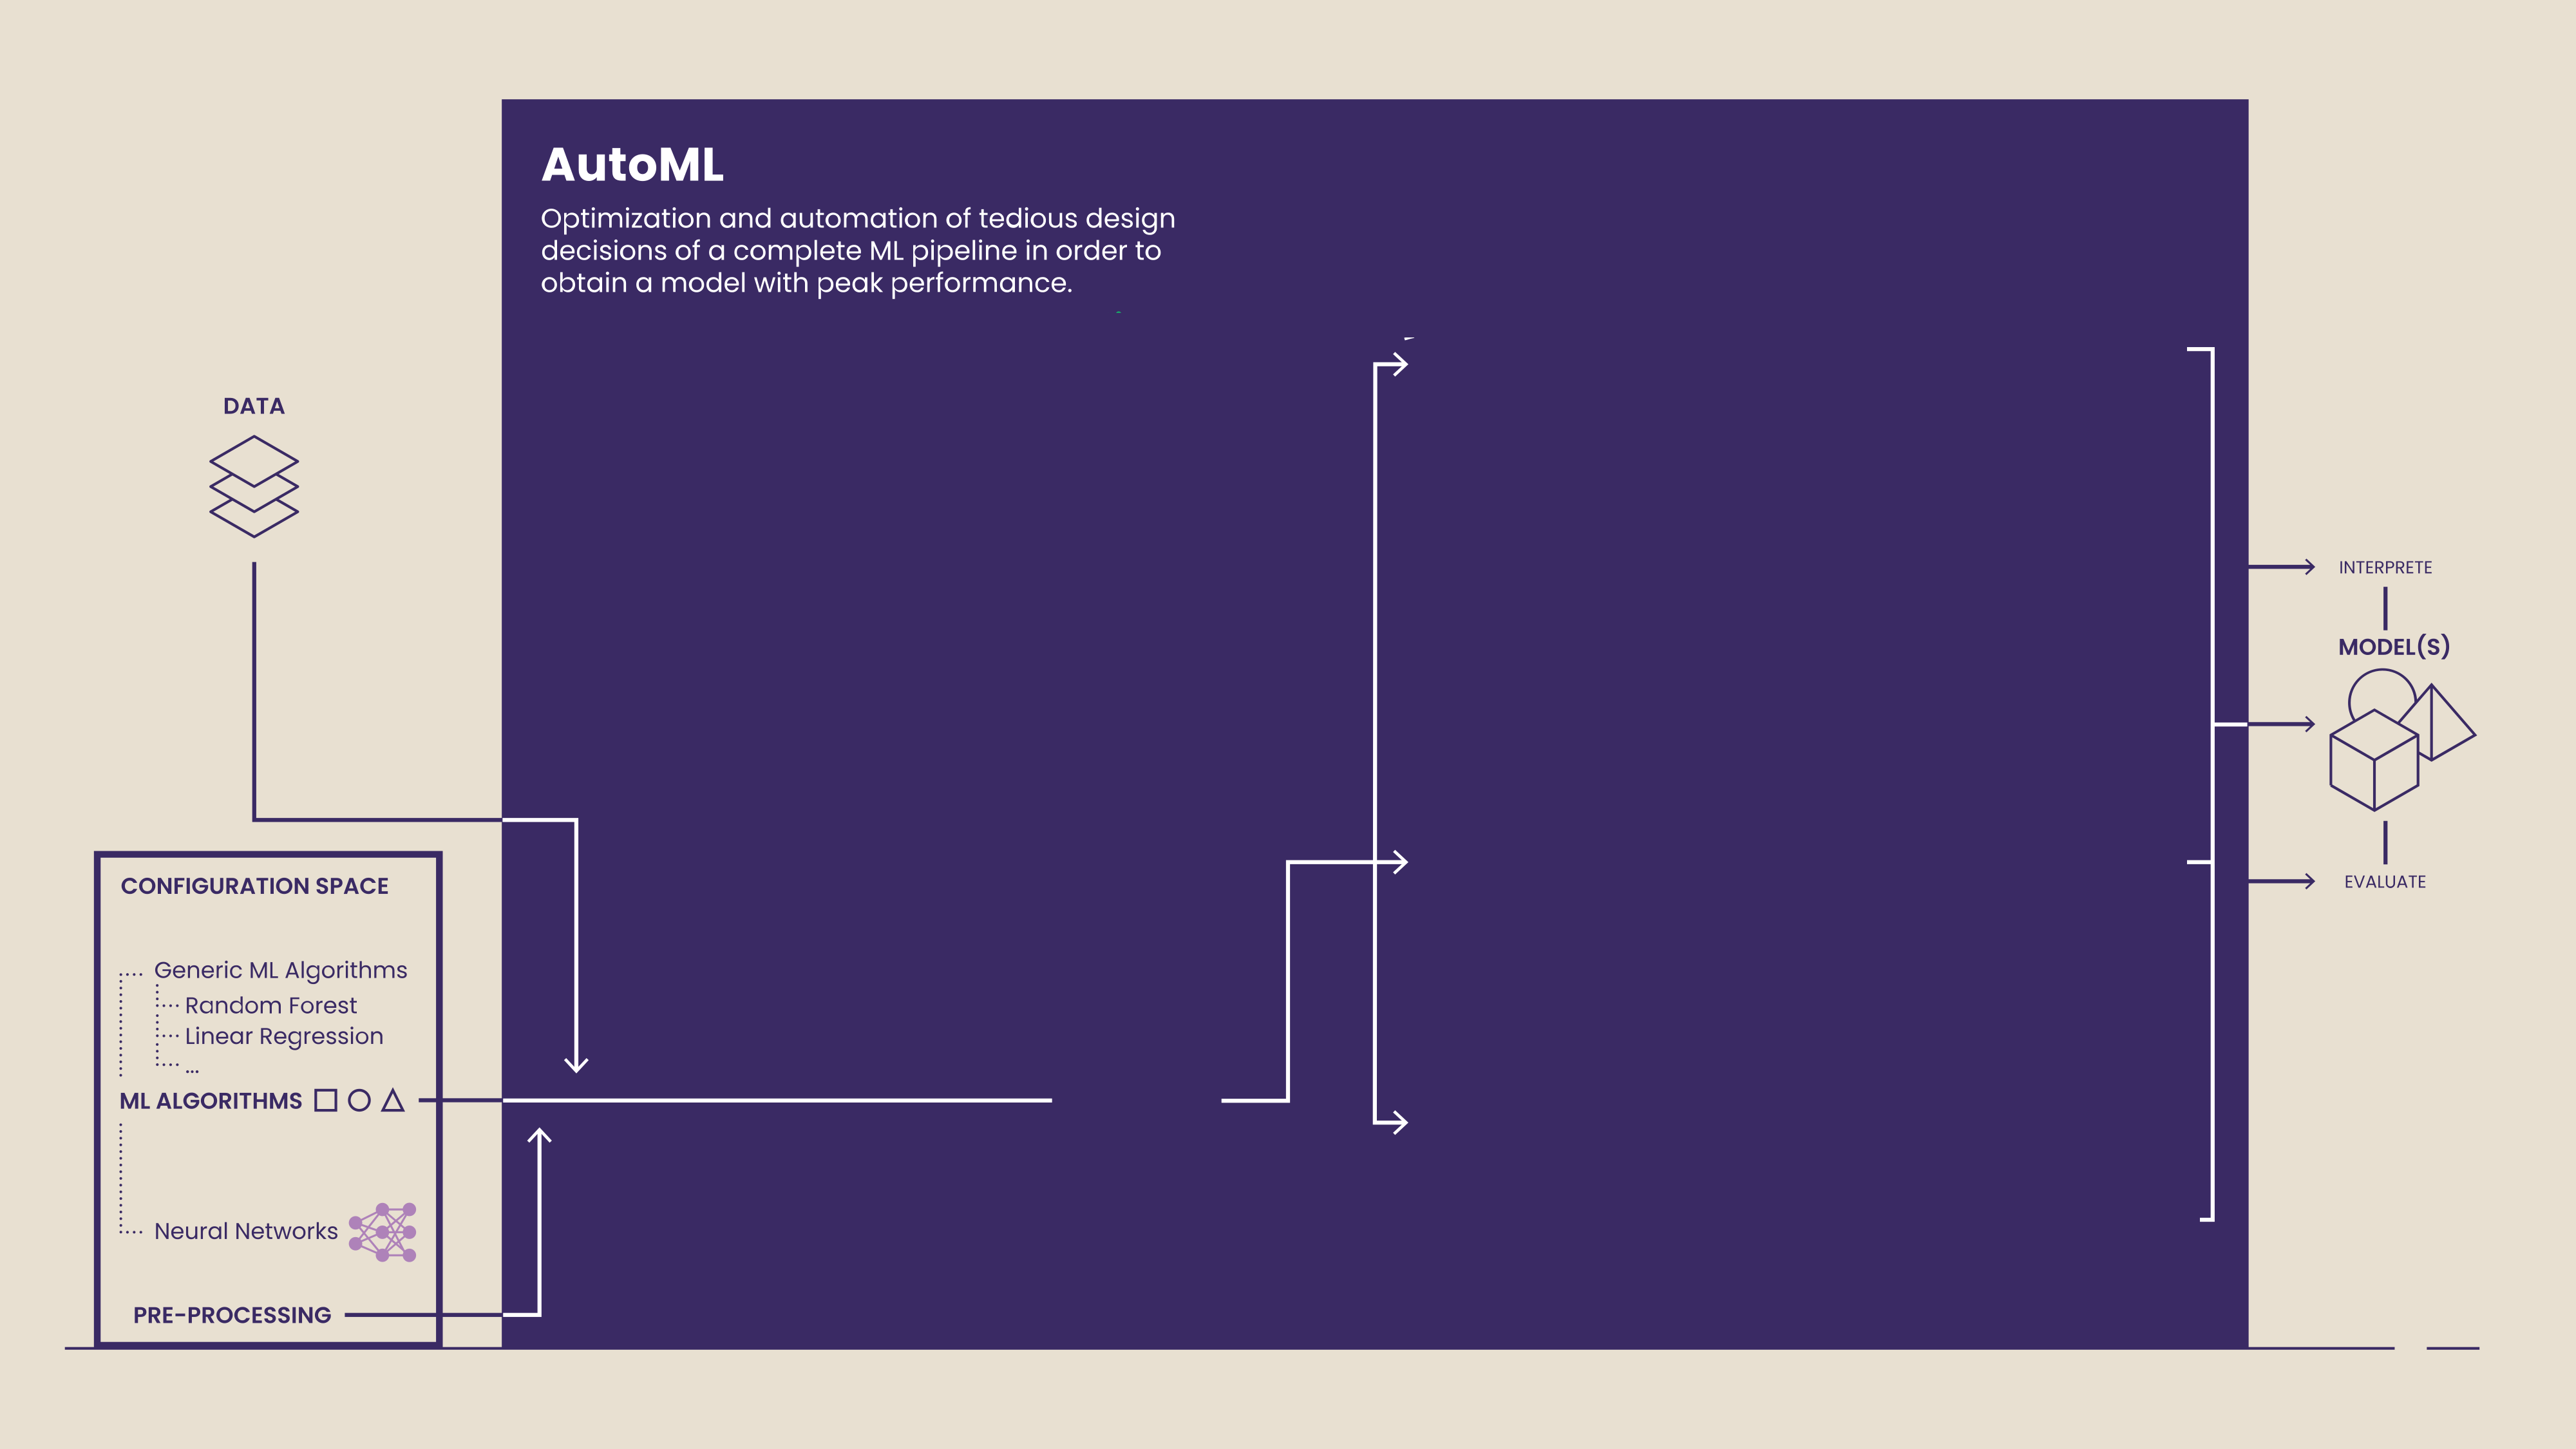 AutoML
Optimization and automation of tedious design
decisions of a complete ML pipeline in order to
obtain a model with peak performance.
DATA
CONFIGURATION SPACE
Generic ML Algorithms
Random Forest
Linear Regression
...
ML ALGORITHMS
Neural Networks
PRE-PROCESSING
INTERPRETE
MODEL(S)
EVALUATE